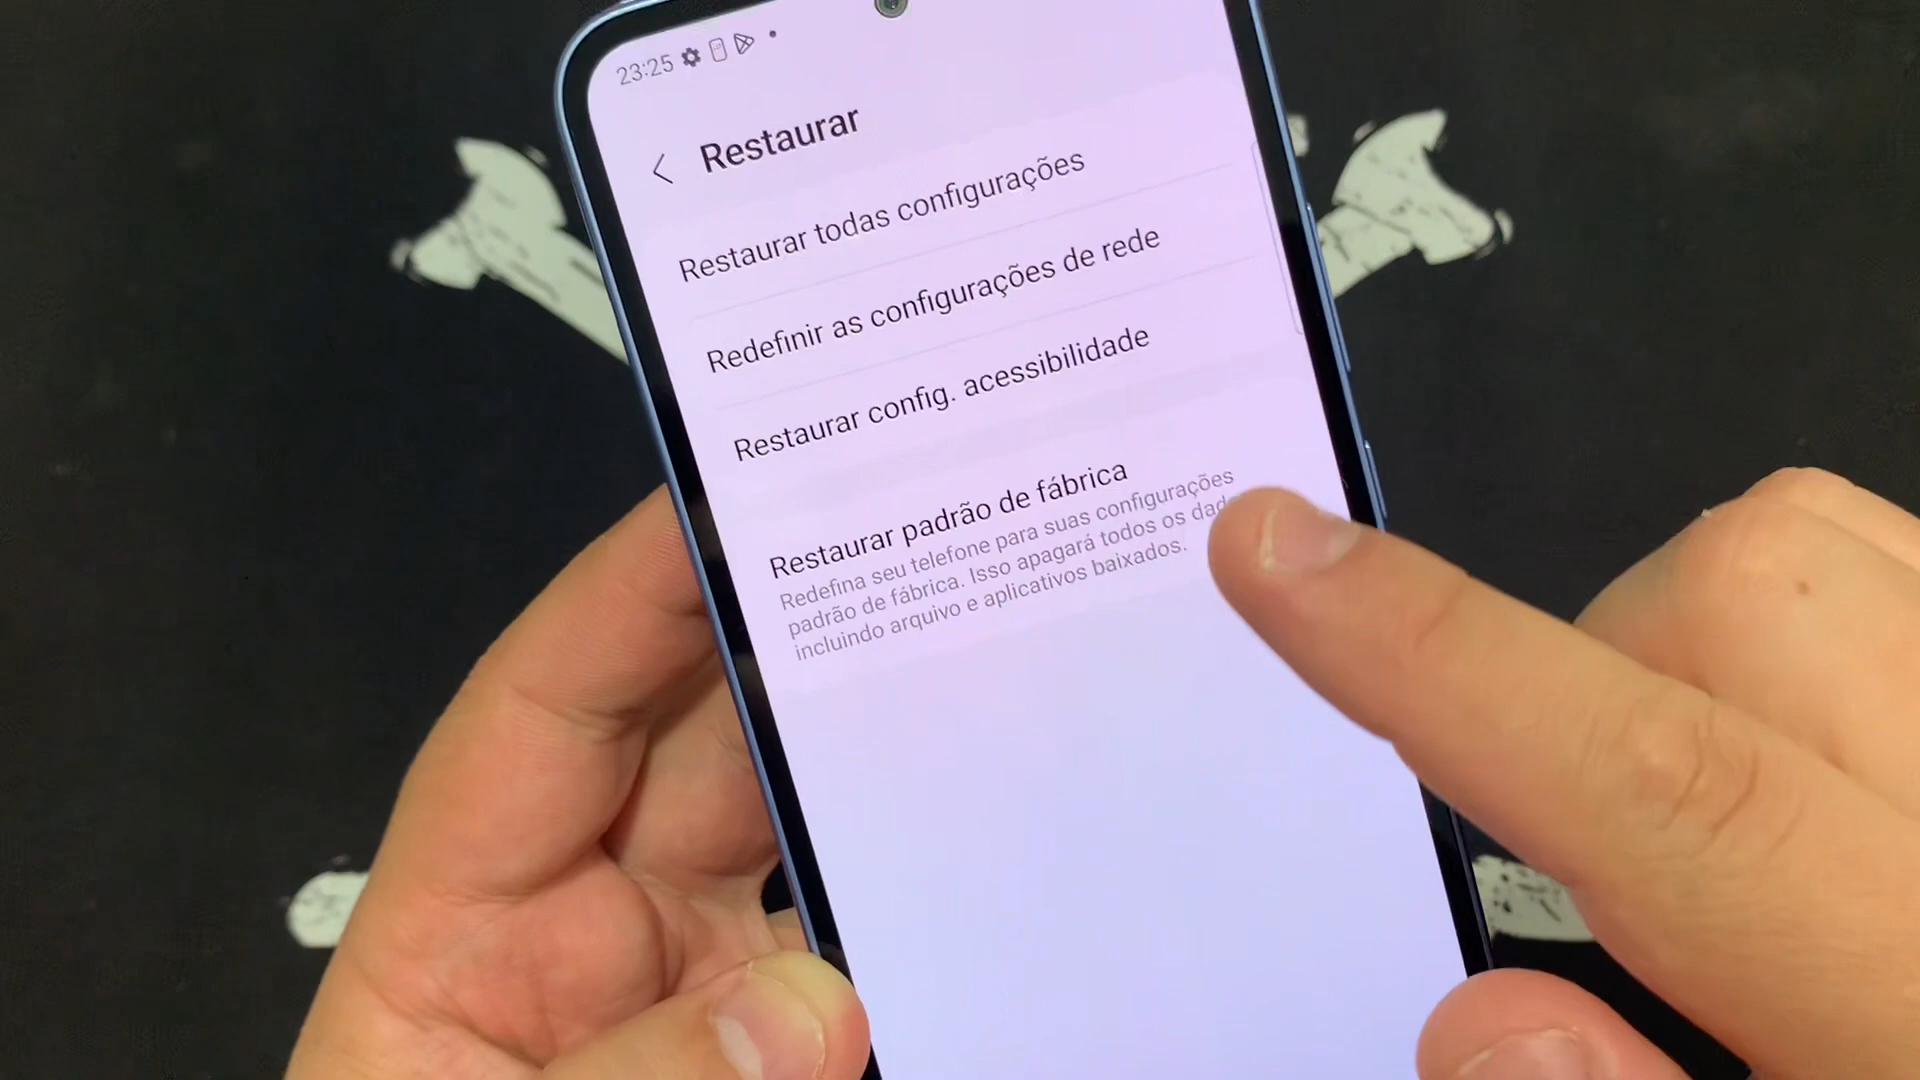 23:25
Restaurar
Restaurar todas configurações
Redefinir as configurações de rede
Restaurar config. acessibilidade
Restaurar padrão de fábrica
Redefina seu telefone para suas configurações
padrão de fábrica. Isso apagará todos os
incluindo arquivo e aplicativos baixados.